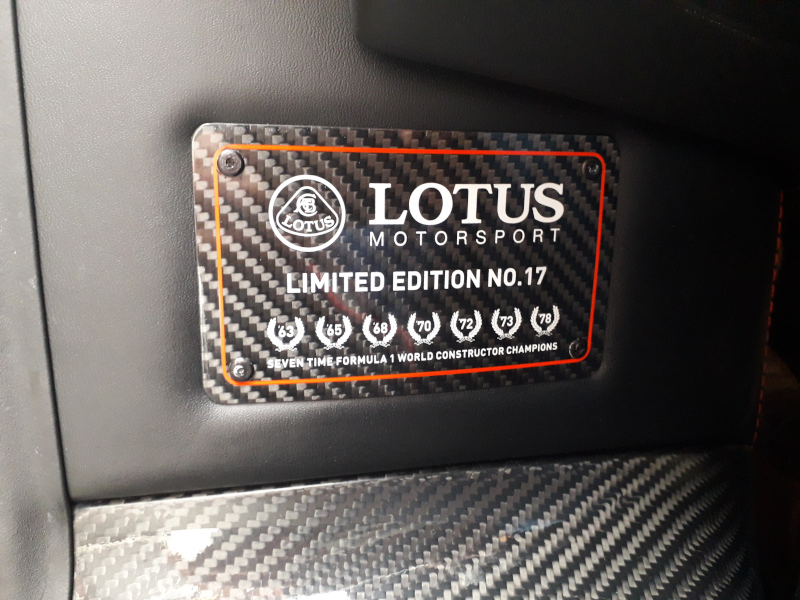 LOTUS
LOTUS
MOTORSPORT
LIMITED EDITION NO.17
'63 '65 '68 '70 '72 '73 '78
SEVEN TIME FORMULA 1 WORLD CONSTRUCTOR CHAMPIONS